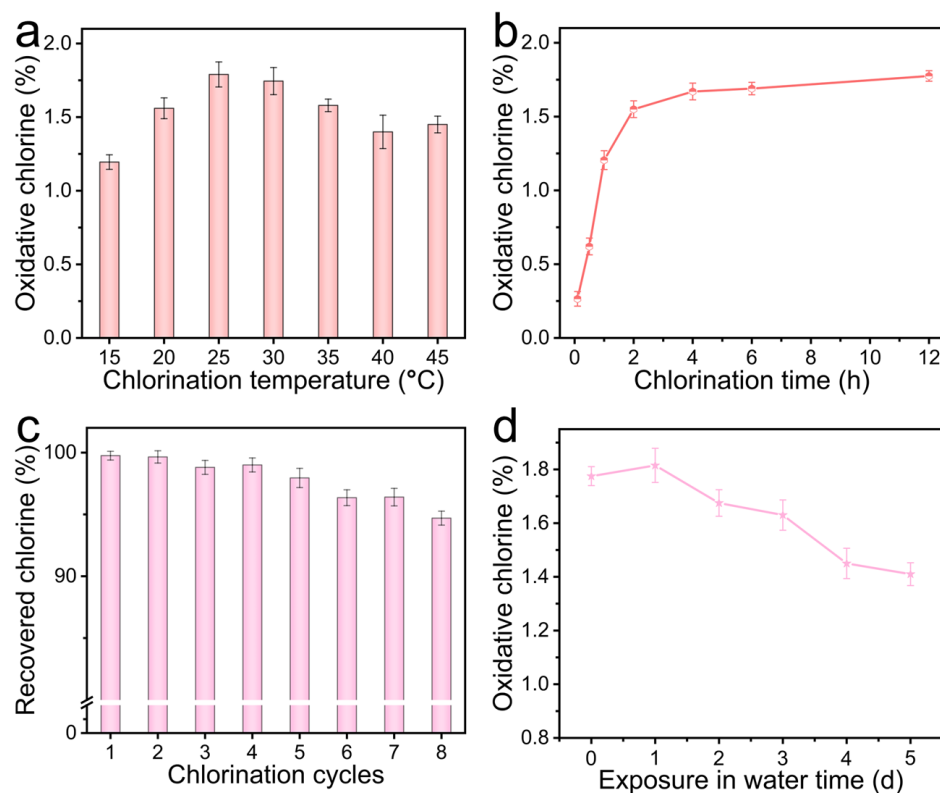 a
Oxidative chlorine (%)
2.0
1.5
1.0
0.5
0.0
15 20 25 30 35 40 45
Chlorination temperature (°C)
b
Oxidative chlorine (%)
2.0
1.5
1.0
0.5
0.0
0 2 4 6 8 10 12
Chlorination time (h)
c
Recovered chlorine (%)
100
90
0
1 2 3 4 5 6 7 8
Chlorination cycles
d
Oxidative chlorine (%)
1.8
1.6
1.4
1.2
1.0
0.8
0 1 2 3 4 5
Exposure in water time (d)